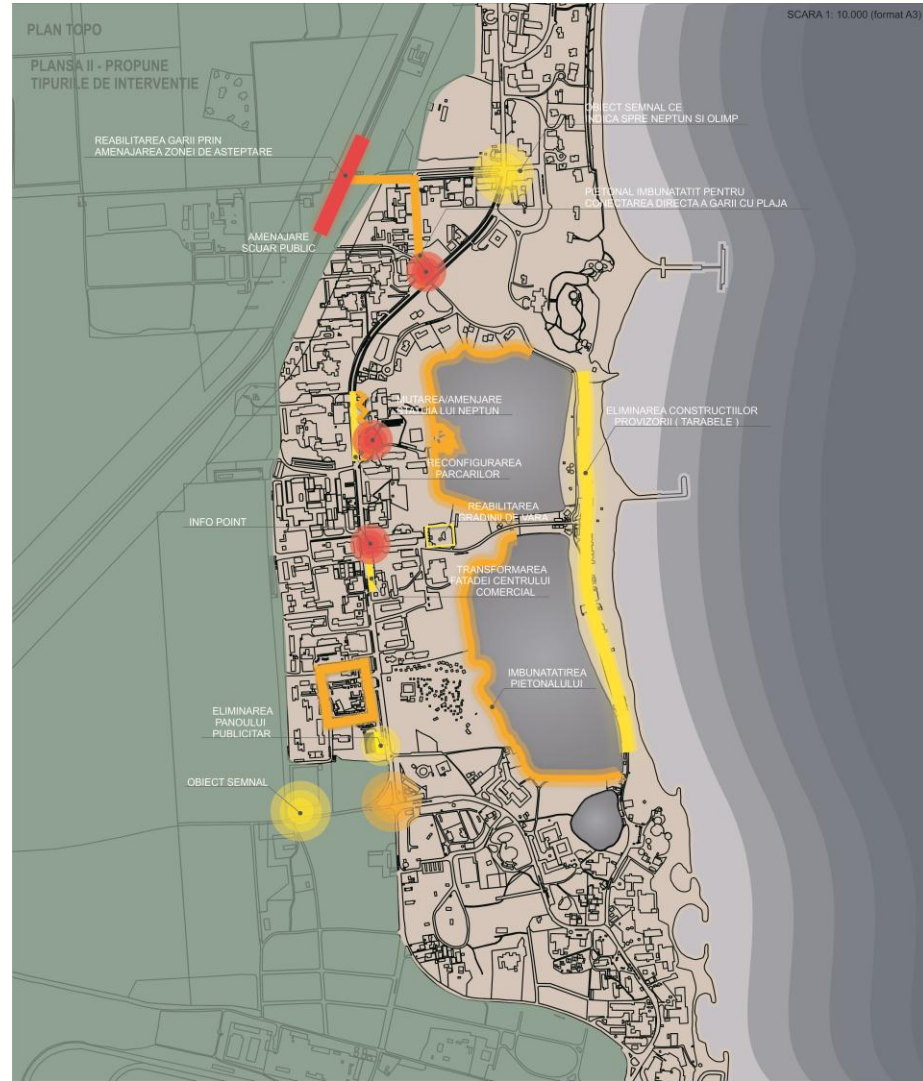 SCARA 1: 10.000 (format A3)
PLAN TOPO
PLANSA II - PROPUNE
TIPURILE DE INTERVENTIE
OBIECT SEMNAL CE
INDICA SPRE NEPTUN SI OLIMP
REABILITAREA GARII PRIN
AMENAJAREA ZONEI DE ASTEPTARE
PIETONAL IMBUNATATIT PENTRU
CONECTAREA DIRECTA A GARII CU PLAJA
AMENAJARE
SCUAR PUBLIC
MUTAREA/AMENJARE
STATUIA LUI NEPTUN
ELIMINAREA CONSTRUCTIILOR
PROVIZORII ( TARABELE )
RECONFIGURAREA
PARCARILOR
REABILITAREA
GRADINII DE VARA
INFO POINT
TRANSFORMAREA
FATADEI CENTRULUI
COMERCIAL
IMBUNATATIREA
PIETONALULUI
ELIMINAREA
PANOULUI
PUBLICITAR
OBIECT SEMNAL